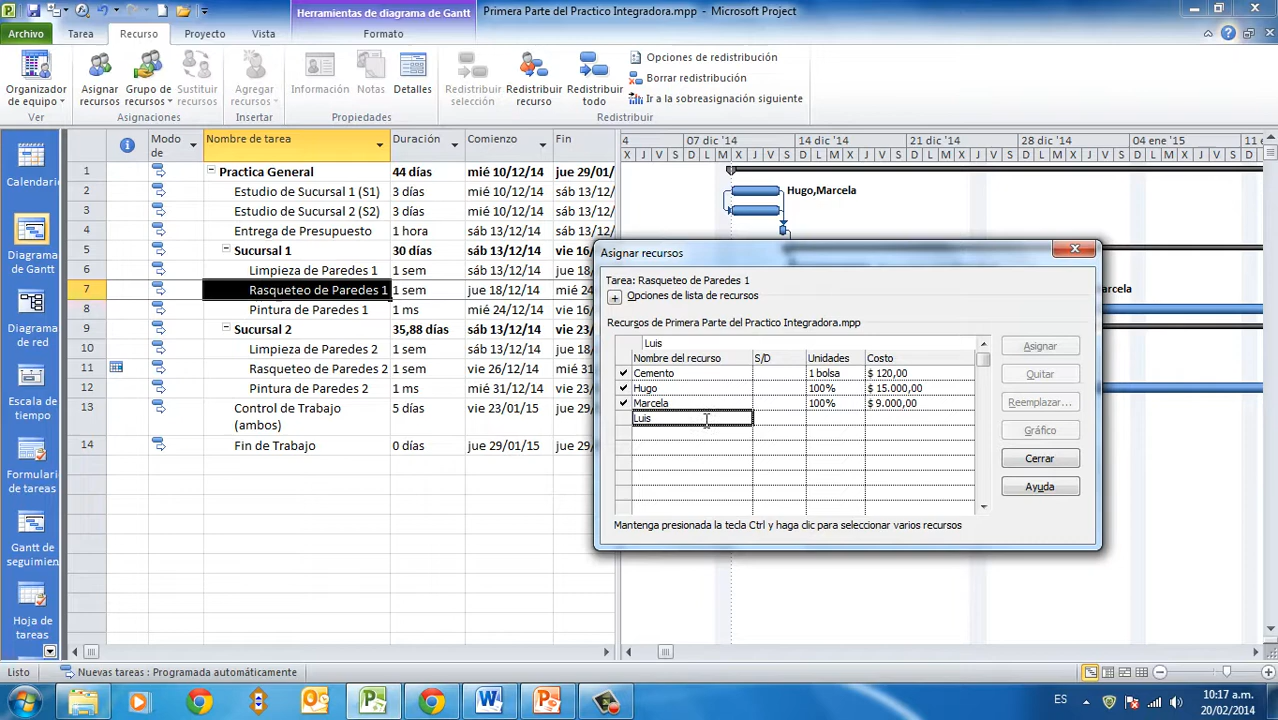 Herramientas de diagrama de Gantt
Primera Parte del Practico Integradora.mpp - Microsoft Project
Archivo Tarea Recurso Proyecto Vista Formato
Organizador de equipo
Asignar recursos
Grupo de recursos
Sustituir recursos
Agregar recursos
Información
Notas
Detalles
Redistribuir selección
Redistribuir recurso
Redistribuir todo
Opciones de redistribución
Borrar redistribución
Ir a la sobreasignación siguiente
Ver Asignaciones Insertar Propiedades Redistribuir
Modo de
Nombre de tarea
Duración
Comienzo
Fin
4 07 dic '14 14 dic '14 21 dic '14 28 dic '14 04 ene '15 11 e
X J V S D L M X J V S D L M X J V S D L M X J V S D L M X J V S D L M X
1 Practica General 44 días mié 10/12/14 jue 29/01
2 Estudio de Sucursal 1 (S1) 3 días mié 10/12/14 sáb 13/12/
3 Estudio de Sucursal 2 (S2) 3 días mié 10/12/14 sáb 13/12/
4 Entrega de Presupuesto 1 hora sáb 13/12/14 sáb 13/12/
5 Sucursal 1 30 días sáb 13/12/14 vie 16/
6 Limpieza de Paredes 1 1 sem sáb 13/12/14 jue 18/12/
7 Rasqueteo de Paredes 1 1 sem jue 18/12/14 mié 24/
8 Pintura de Paredes 1 1 ms mié 24/12/14 vie 16/0
9 Sucursal 2 35,88 días sáb 13/12/14 vie 23/
10 Limpieza de Paredes 2 1 sem sáb 13/12/14 jue 18/12/
11 Rasqueteo de Paredes 2 1 sem vie 26/12/14 mié 31/
12 Pintura de Paredes 2 1 ms mié 31/12/14 vie 23/0
13 Control de Trabajo (ambos) 5 días vie 23/01/15 jue 29/
14 Fin de Trabajo 0 días jue 29/01/15 jue 29/
Hugo,Marcela
arcela
Calendario
Diagrama de Gantt
Diagrama de red
Escala de tiempo
Formulari de tareas
Gantt de seguimien
Hoja de tareas
Asignar recursos
Tarea: Rasqueteo de Paredes 1
+ Opciones de lista de recursos
Recursos de Primera Parte del Practico Integradora.mpp
Luis
Nombre del recurso S/D Unidades Costo
Cemento 1 bolsa $ 120,00
Hugo 100% $ 15.000,00
Marcela 100% $ 9.000,00
Luis
Asignar
Quitar
Reemplazar...
Gráfico
Cerrar
Ayuda
Mantenga presionada la tecla Ctrl y haga clic para seleccionar varios recursos
Listo Nuevas tareas : Programada automáticamente
ES
10:17 a.m.
20/02/2014